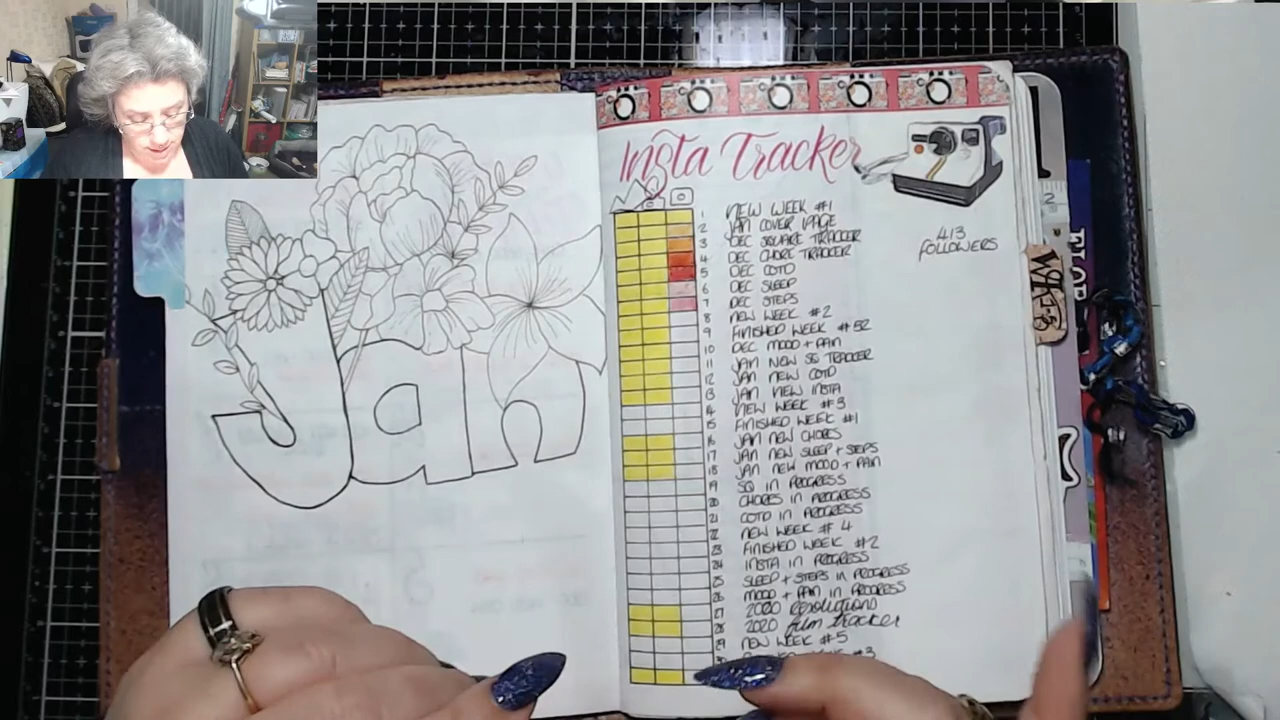 Jan
Insta Tracker
413
FOLLOWERS
1 NEW WEEK #1
2 JAN COVER PAGE
3 DEC SQUARE TRACKER
4 DEC CHORE TRACKER
5 DEC COTD
6 DEC SLEEP
7 DEC STEPS
8 NEW WEEK #2
9 FINISHED WEEK #52
10 DEC MOOD + PAIN
11 JAN NEW SQ TRACKER
12 JAN NEW COTD
13 JAN NEW INSTA
14 NEW WEEK #3
15 FINISHED WEEK #1
16 JAN NEW CHORES
17 JAN NEW SLEEP + STEPS
18 JAN NEW MOOD + PAIN
19 SQ IN PROGRESS
20 CHORES IN PROGRESS
21 COTD IN PROGRESS
22 NEW WEEK # 4
23 FINISHED WEEK #2
24 INSTA IN PROGRESS
25 SLEEP + STEPS IN PROGRESS
26 MOOD + PAIN IN PROGRESS
27 2020 Resolutions
28 2020 film tracker
29 NEW WEEK #5
30 #3
2